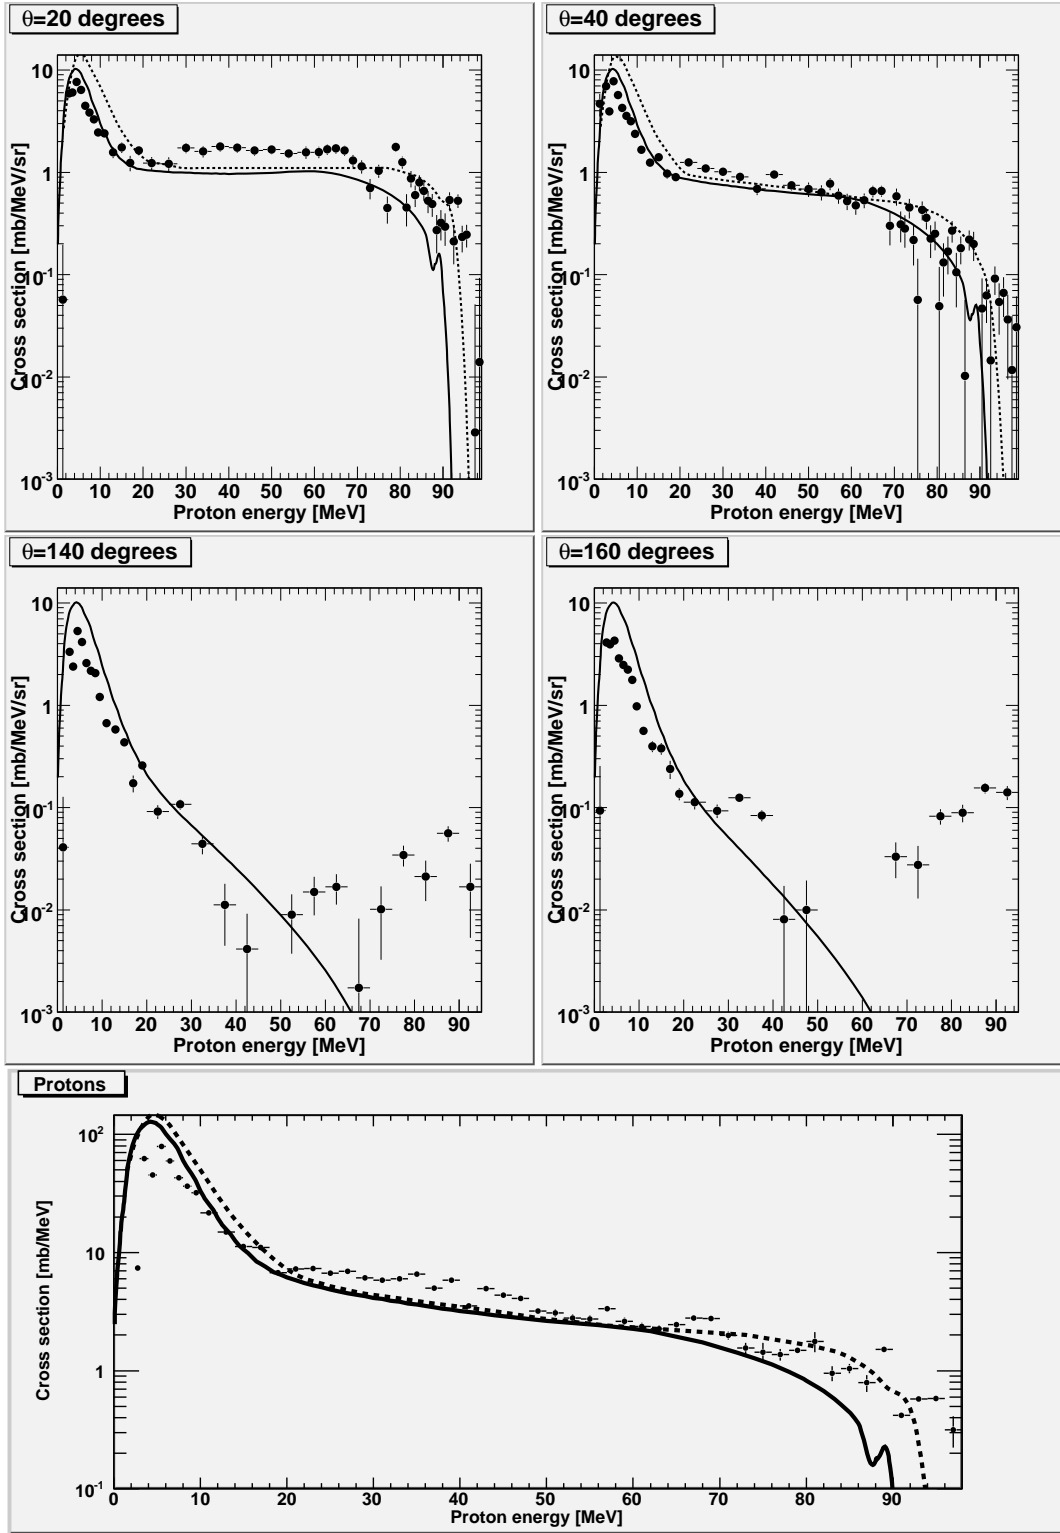 θ=20 degrees
Cross section [mb/MeV/sr]
10
1
10-1
10-2
10-3
0 10 20 30 40 50 60 70 80 90
Proton energy [MeV]
θ=40 degrees
Cross section [mb/MeV/sr]
10
1
10-1
10-2
10-3
0 10 20 30 40 50 60 70 80 90
Proton energy [MeV]
θ=140 degrees
Cross section [mb/MeV/sr]
10
1
10-1
10-2
10-3
0 10 20 30 40 50 60 70 80 90
Proton energy [MeV]
θ=160 degrees
Cross section [mb/MeV/sr]
10
1
10-1
10-2
10-3
0 10 20 30 40 50 60 70 80 90
Proton energy [MeV]
Protons
Cross section [mb/MeV]
10²
10
1
10-1
0 10 20 30 40 50 60 70 80 90
Proton energy [MeV]